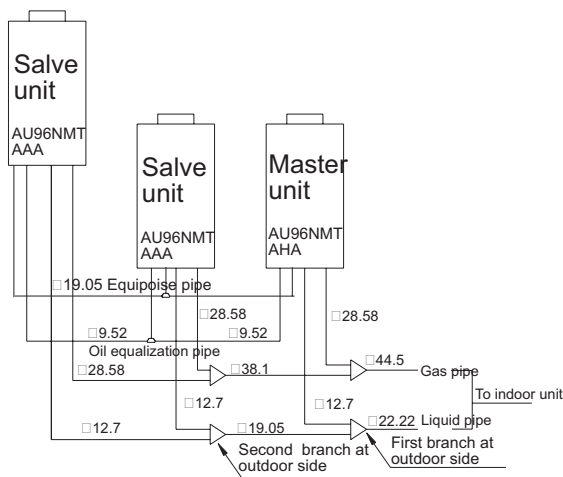 Salve
unit
AU96NMT
AAA
Salve
unit
AU96NMT
AAA
Master
unit
AU96NMT
AHA
□19.05 Equipoise pipe
□28.58
□28.58
□9.52
□9.52
Oil equalization pipe
□28.58
□38.1
□44.5
Gas pipe
To indoor unit
□12.7
□12.7
□12.7
□19.05
□22.22
Liquid pipe
Second branch at
outdoor side
First branch at
outdoor side